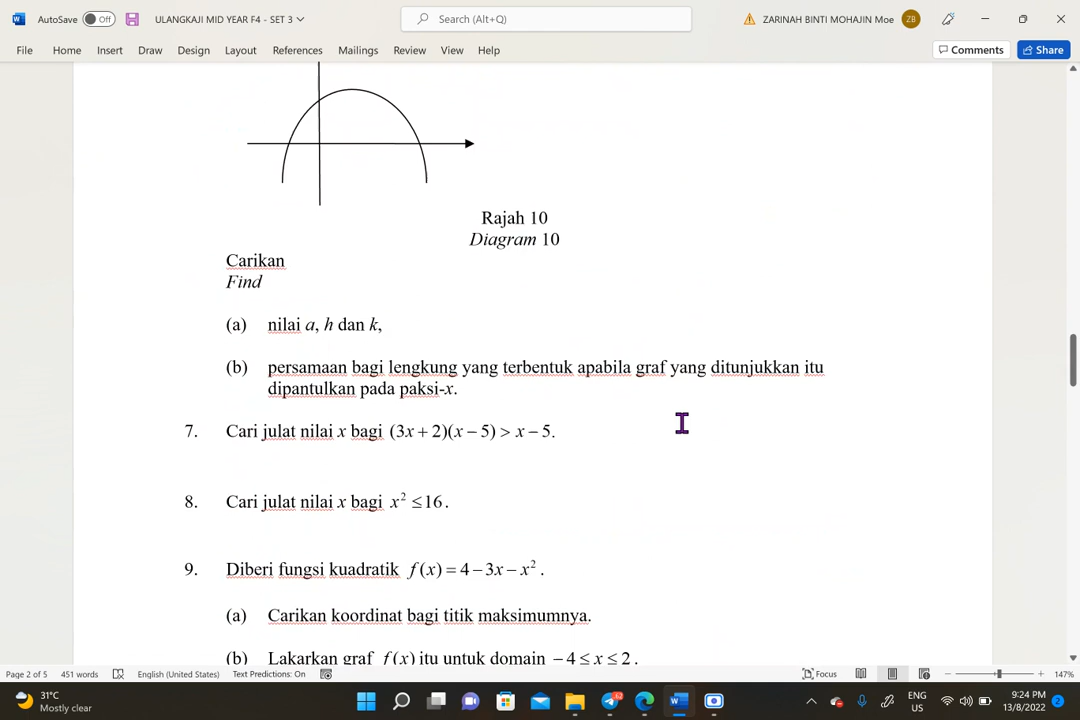 AutoSave Off ULANGKAJI MID YEAR F4 - SET 3 Search (Alt+Q) ZARINAH BINTI MOHAJIN Moe ZB
File Home Insert Draw Design Layout References Mailings Review View Help Comments Share
Rajah 10
Diagram 10
Carikan
Find
(a) nilai a, h dan k,
(b) persamaan bagi lengkung yang terbentuk apabila graf yang ditunjukkan itu
dipantulkan pada paksi-x.
7. Cari julat nilai x bagi (3x + 2)(x − 5) > x − 5.
8. Cari julat nilai x bagi x² ≤ 16.
9. Diberi fungsi kuadratik f(x) = 4 − 3x − x².
(a) Carikan koordinat bagi titik maksimumnya.
(b) Lakarkan graf f(x) itu untuk domain − 4 ≤ x ≤ 2.
Page 2 of 5 451 words English (United States) Text Predictions: On Focus 147%
31°C
Mostly clear
ENG
US
9:24 PM
13/8/2022
2